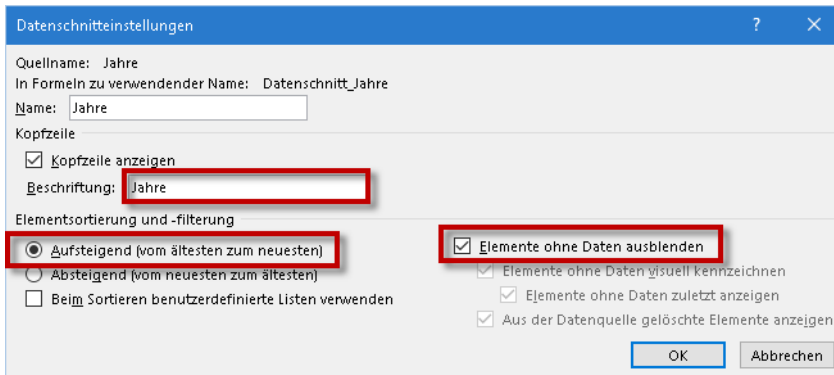 Datenschnitteinstellungen ? ×
Quellname: Jahre
In Formeln zu verwendender Name: Datenschnitt_Jahre
Name: Jahre
Kopfzeile
Kopfzeile anzeigen
Beschriftung: Jahre
Elementsortierung und -filterung
Aufsteigend (vom ältesten zum neuesten)
Absteigend (vom neuesten zum ältesten)
Beim Sortieren benutzerdefinierte Listen verwenden
Elemente ohne Daten ausblenden
Elemente ohne Daten visuell kennzeichnen
Elemente ohne Daten zuletzt anzeigen
Aus der Datenquelle gelöschte Elemente anzeigen
OK Abbrechen